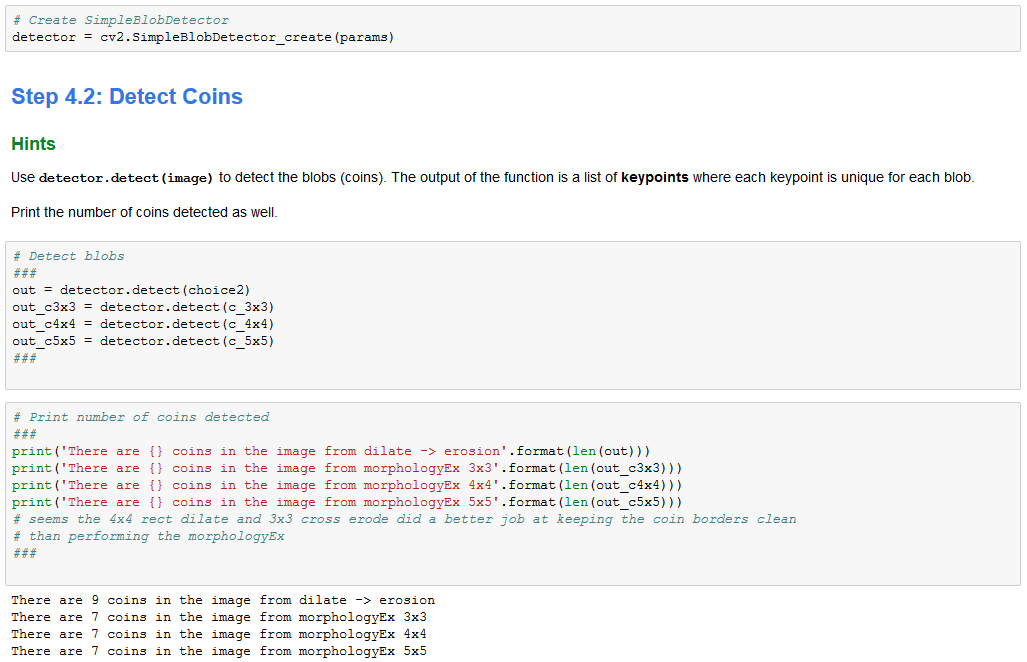 # Create SimpleBlobDetector
detector = cv2.SimpleBlobDetector_create(params)
Step 4.2: Detect Coins
Hints
Use detector.detect(image) to detect the blobs (coins). The output of the function is a list of keypoints where each keypoint is unique for each blob.
Print the number of coins detected as well.
# Detect blobs
###
out = detector.detect(choice2)
out_c3x3 = detector.detect(c_3x3)
out_c4x4 = detector.detect(c_4x4)
out_c5x5 = detector.detect(c_5x5)
###
# Print number of coins detected
###
print('There are {} coins in the image from dilate -> erosion'.format(len(out)))
print('There are {} coins in the image from morphologyEx 3x3'.format(len(out_c3x3)))
print('There are {} coins in the image from morphologyEx 4x4'.format(len(out_c4x4)))
print('There are {} coins in the image from morphologyEx 5x5'.format(len(out_c5x5)))
# seems the 4x4 rect dilate and 3x3 cross erode did a better job at keeping the coin borders clean
# than performing the morphologyEx
###
There are 9 coins in the image from dilate -> erosion
There are 7 coins in the image from morphologyEx 3x3
There are 7 coins in the image from morphologyEx 4x4
There are 7 coins in the image from morphologyEx 5x5